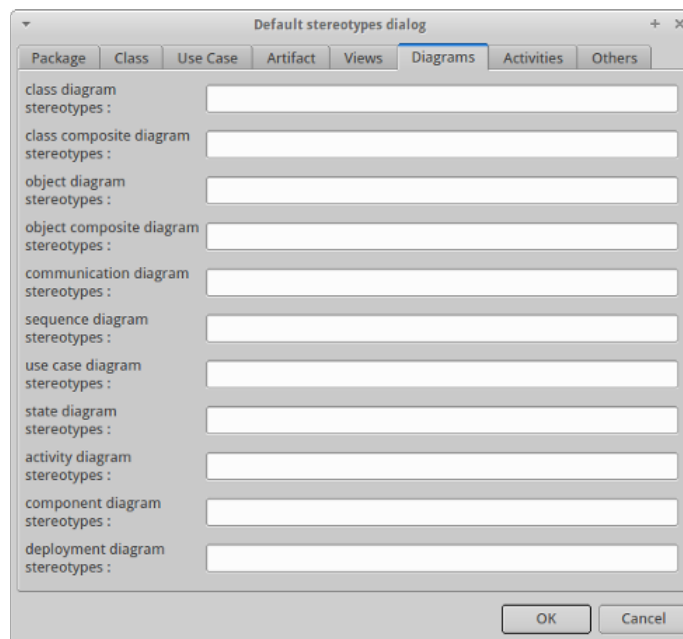 Default stereotypes dialog
Package Class Use Case Artifact Views Diagrams Activities Others
class diagram
stereotypes :
class composite diagram
stereotypes :
object diagram
stereotypes :
object composite diagram
stereotypes :
communication diagram
stereotypes :
sequence diagram
stereotypes :
use case diagram
stereotypes :
state diagram
stereotypes :
activity diagram
stereotypes :
component diagram
stereotypes :
deployment diagram
stereotypes :
OK Cancel